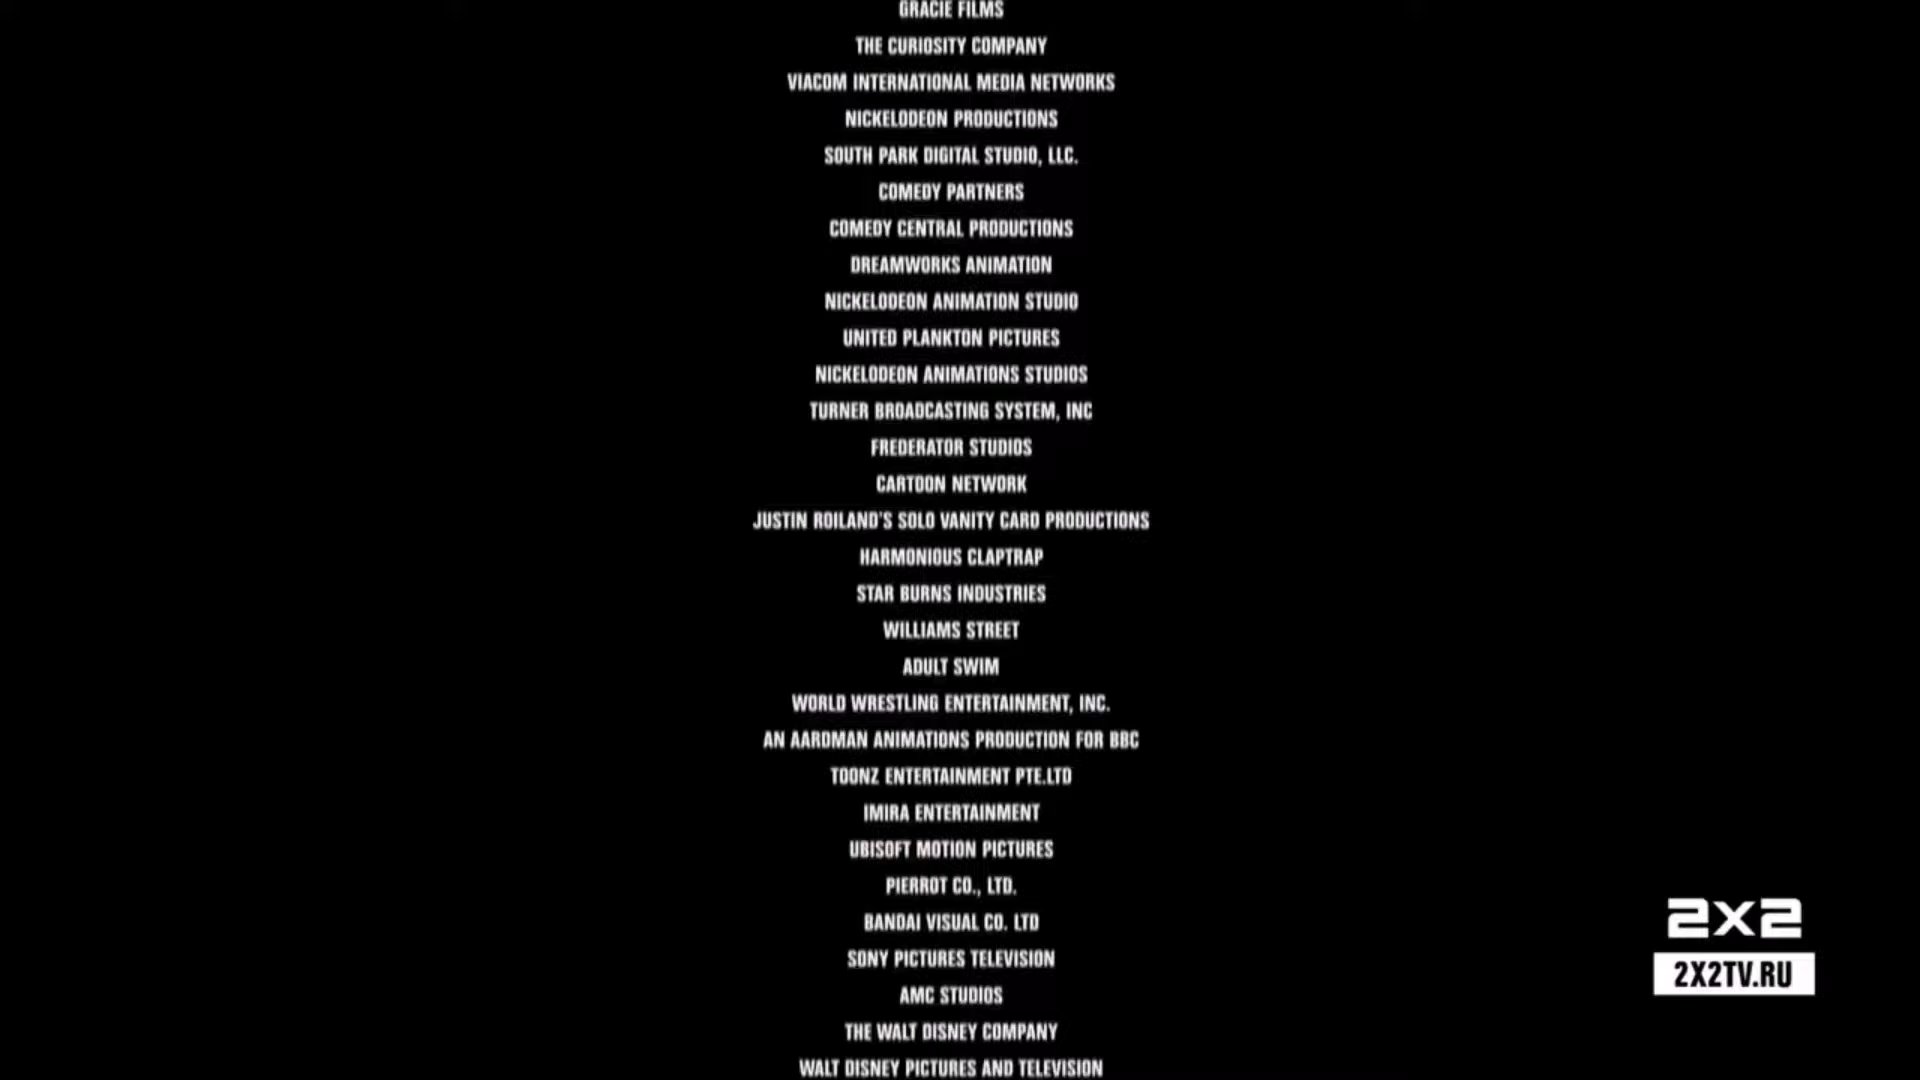 GRACIE FILMS
THE CURIOSITY COMPANY
VIACOM INTERNATIONAL MEDIA NETWORKS
NICKELODEON PRODUCTIONS
SOUTH PARK DIGITAL STUDIO, LLC.
COMEDY PARTNERS
COMEDY CENTRAL PRODUCTIONS
DREAMWORKS ANIMATION
NICKELODEON ANIMATION STUDIO
UNITED PLANKTON PICTURES
NICKELODEON ANIMATIONS STUDIOS
TURNER BROADCASTING SYSTEM, INC
FREDERATOR STUDIOS
CARTOON NETWORK
JUSTIN ROILAND'S SOLO VANITY CARD PRODUCTIONS
HARMONIOUS CLAPTRAP
STAR BURNS INDUSTRIES
WILLIAMS STREET
ADULT SWIM
WORLD WRESTLING ENTERTAINMENT, INC.
AN AARDMAN ANIMATIONS PRODUCTION FOR BBC
TOONZ ENTERTAINMENT PTE.LTD
IMIRA ENTERTAINMENT
UBISOFT MOTION PICTURES
PIERROT CO., LTD.
BANDAI VISUAL CO. LTD
SONY PICTURES TELEVISION
AMC STUDIOS
THE WALT DISNEY COMPANY
WALT DISNEY PICTURES AND TELEVISION
2X2
2X2TV.RU